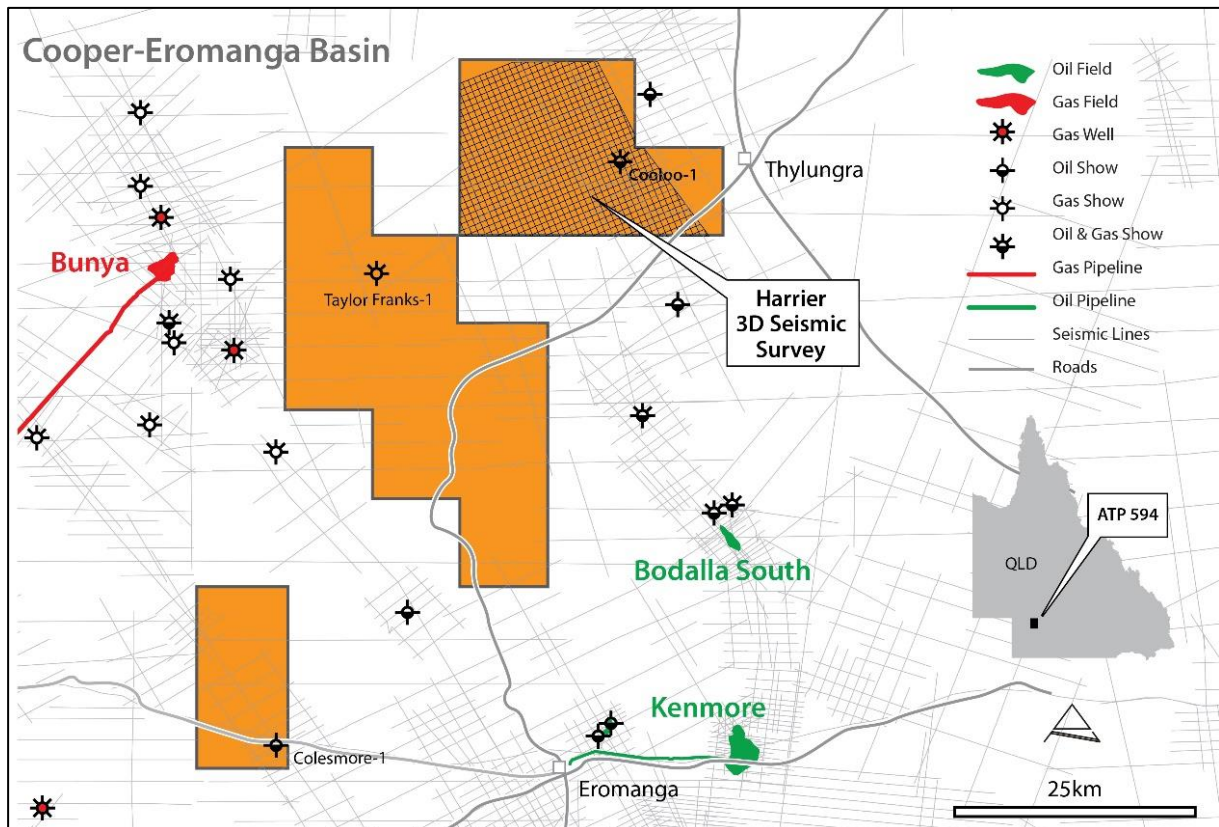 Cooper-Eromanga Basin
Oil Field
Gas Field
Gas Well
Oil Show
Gas Show
Oil & Gas Show
Gas Pipeline
Oil Pipeline
Seismic Lines
Roads
Thylungra
Cooloo-1
Bunya
Taylor Franks-1
Harrier
3D Seismic
Survey
ATP 594
QLD
Bodalla South
Kenmore
Colesmore-1
Eromanga
25km